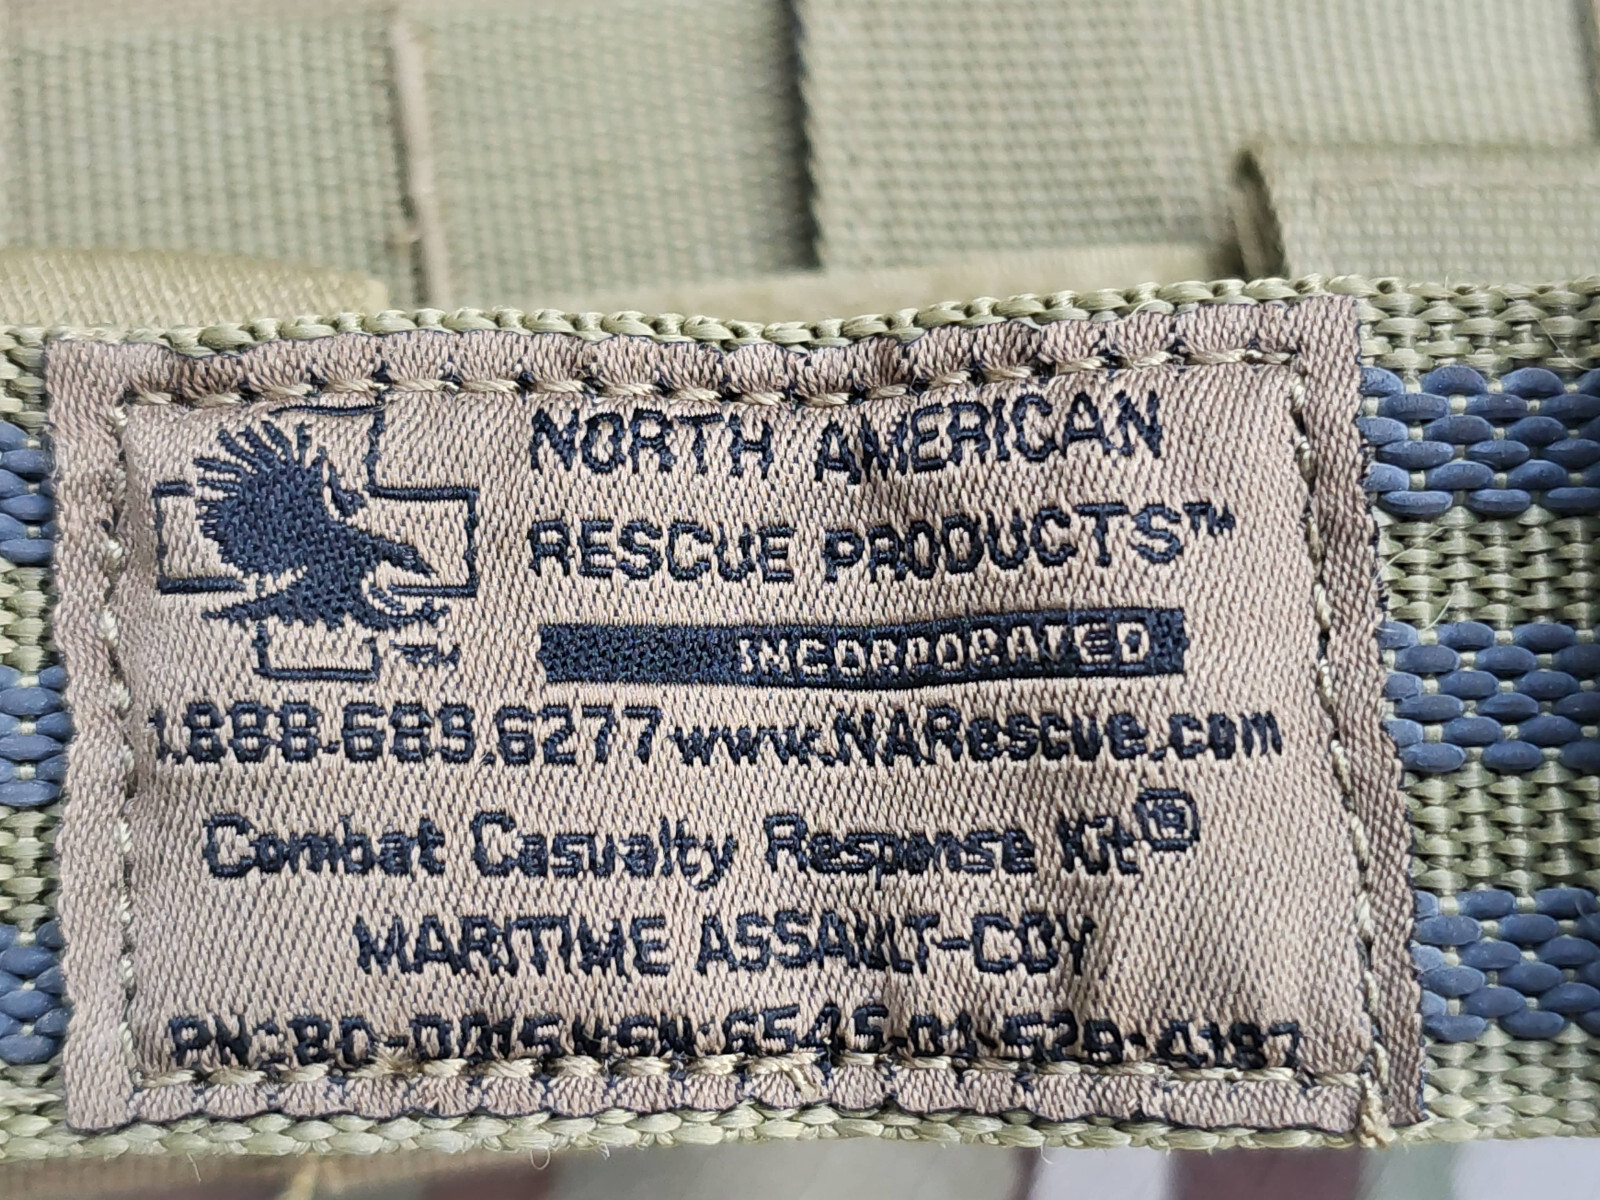 NORTH AMERICAN
RESCUE PRODUCTS™
INCORPORATED
1.888.689.6277 www.NARescue.com
Combat Casualty Response Kit®
MARITIME ASSAULT-COY
PN:80-0015 NSN:6545-01-529-4187